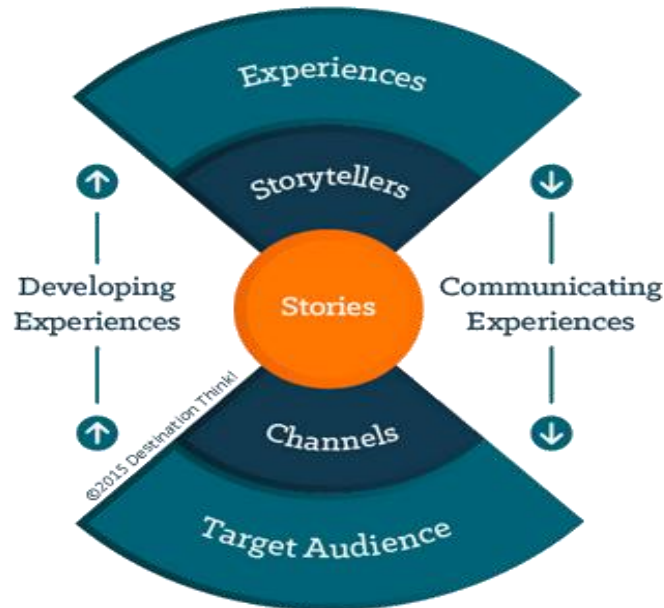 Experiences
Storytellers
Stories
Developing
Experiences
Communicating
Experiences
©2015 Destination Think!
Channels
Target Audience